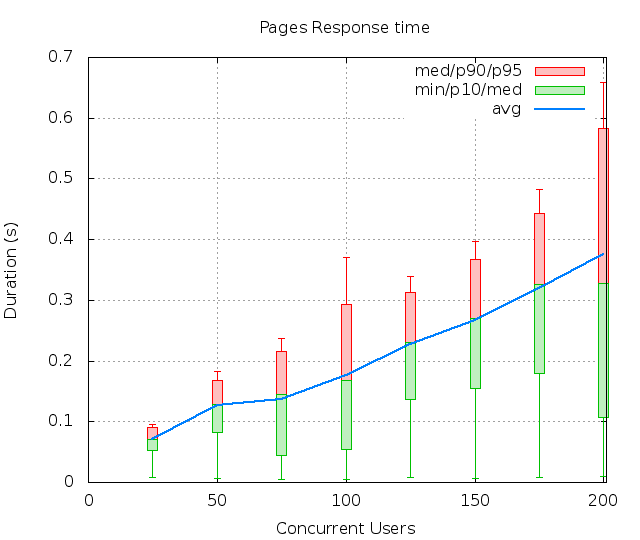 Pages Response time
med/p90/p95
min/p10/med
avg
0.7
0.6
0.5
0.4
0.3
0.2
0.1
0
Duration (s)
0 50 100 150 200
Concurrent Users